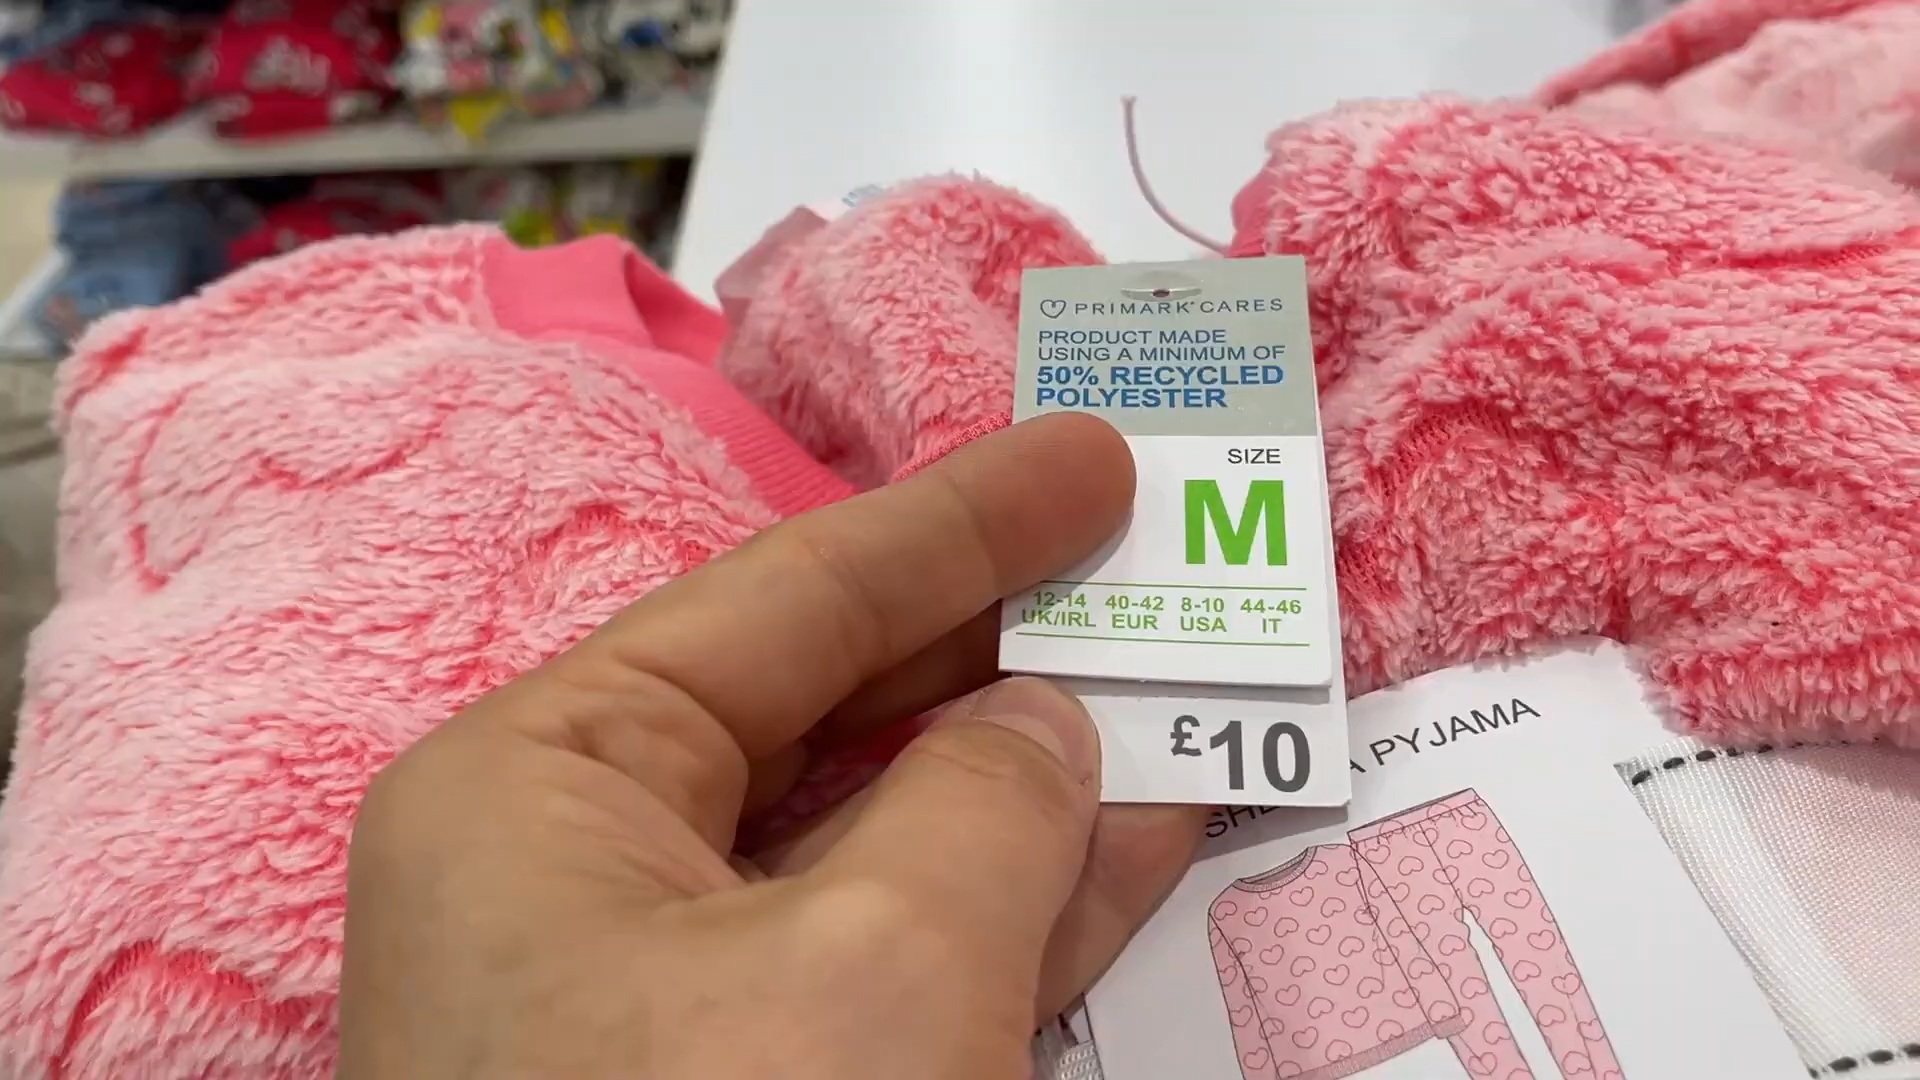 PRIMARK CARES
PRODUCT MADE
USING A MINIMUM OF
50% RECYCLED
POLYESTER
SIZE
M
12-14 40-42 8-10 44-46
UK/IRL EUR USA IT
£10
PYJAMA